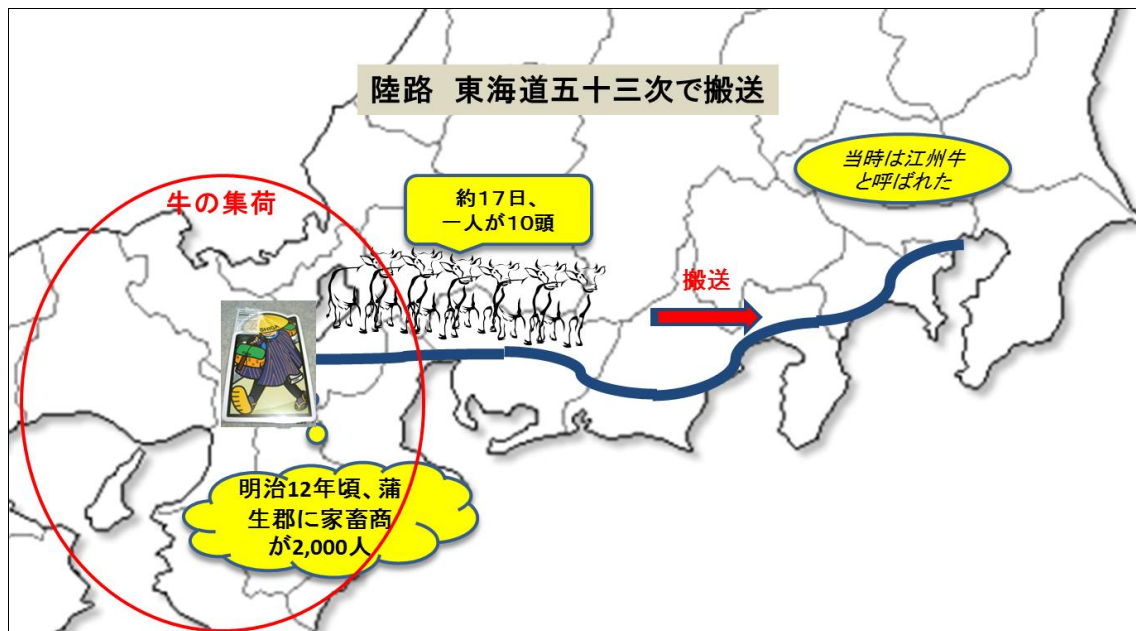 陸路 東海道五十三次で搬送
当時は江州牛
と呼ばれた
牛の集荷
約17日、
一人が10頭
搬送
SHIGA
明治12年頃、蒲
生郡に家畜商
が2,000人